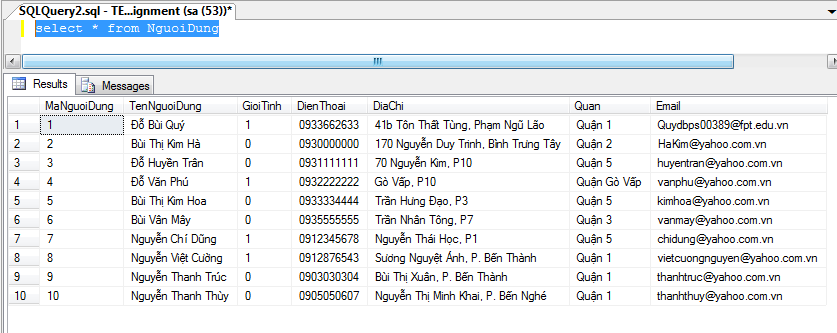 SQLQuery2.sql - TE...ignment (sa (53))*
select * from NguoiDung
Results Messages
MaNguoiDung TenNguoiDung GioiTinh DienThoai DiaChi Quan Email
1 1 Đỗ Bùi Quý 1 0933662633 41b Tôn Thất Tùng, Phạm Ngũ Lão Quận 1 Quydbps00389@fpt.edu.vn
2 2 Bùi Thị Kim Hà 0 0930000000 170 Nguyễn Duy Trinh, Bình Trưng Tây Quận 2 HaKim@yahoo.com.vn
3 3 Đỗ Huyền Trân 0 0931111111 70 Nguyễn Kim, P10 Quận 5 huyentran@yahoo.com.vn
4 4 Đỗ Văn Phú 1 0932222222 Gò Vấp, P10 Quận Gò Vấp vanphu@yahoo.com.vn
5 5 Bùi Thị Kim Hoa 0 0933334444 Trần Hưng Đạo, P3 Quận 5 kimhoa@yahoo.com.vn
6 6 Bùi Vân Mây 0 0935555555 Trần Nhân Tông, P7 Quận 3 vanmay@yahoo.com.vn
7 7 Nguyễn Chí Dũng 1 0912345678 Nguyễn Thái Học, P1 Quận 5 chidung@yahoo.com.vn
8 8 Nguyễn Việt Cường 1 0912876543 Sương Nguyệt Ánh, P. Bến Thành Quận 1 vietcuongnguyen@yahoo.com.vn
9 9 Nguyễn Thanh Trúc 0 0903030304 Bùi Thị Xuân, P. Bến Thành Quận 1 thanhtruc@yahoo.com.vn
10 10 Nguyễn Thanh Thùy 0 0905050607 Nguyễn Thị Minh Khai, P. Bến Nghé Quận 1 thanhthuy@yahoo.com.vn